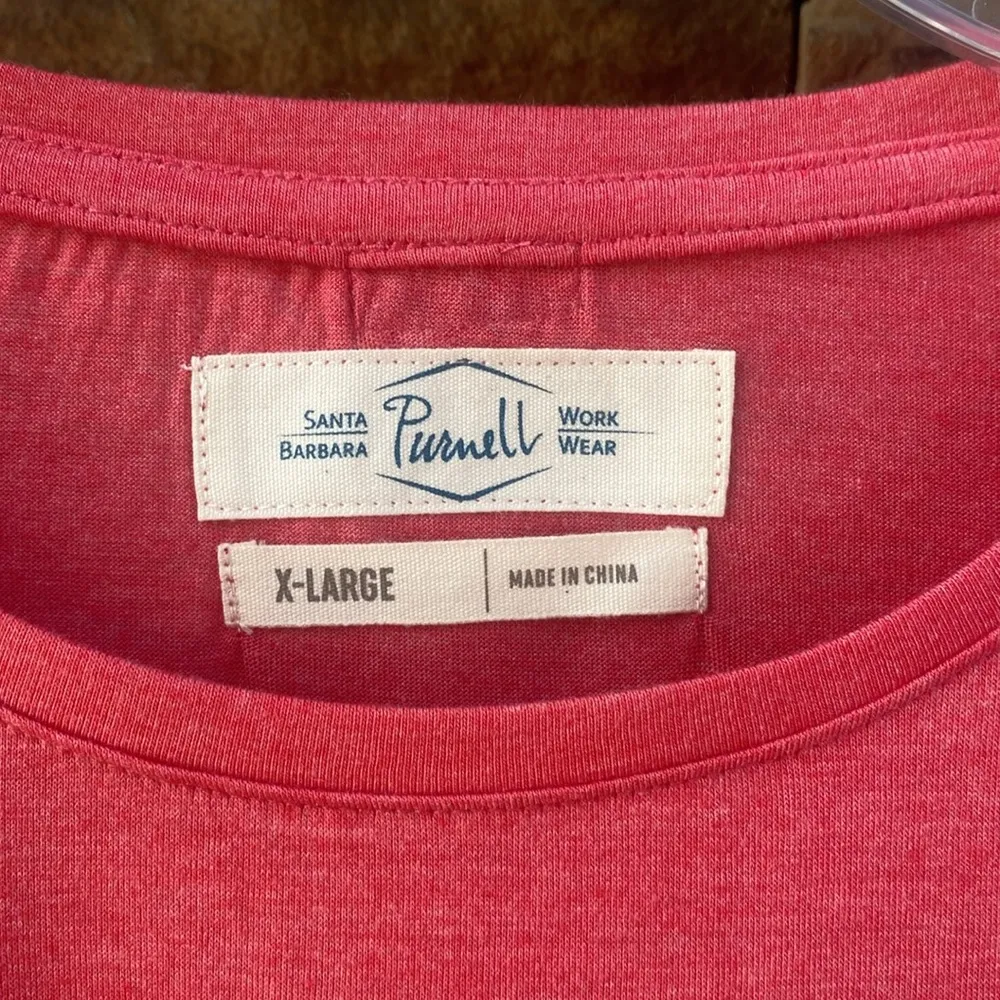 SANTA BARBARA
Purnell
WORK WEAR
X-LARGE
MADE IN CHINA